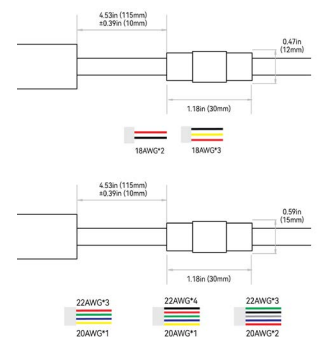 4.53in (115mm)
±0.39in (10mm)
0.47in
(12mm)
1.18in (30mm)
18AWG*2
18AWG*3
4.53in (115mm)
±0.39in (10mm)
0.59in
(15mm)
1.18in (30mm)
22AWG*3
22AWG*4
22AWG*3
20AWG*1
20AWG*1
20AWG*2